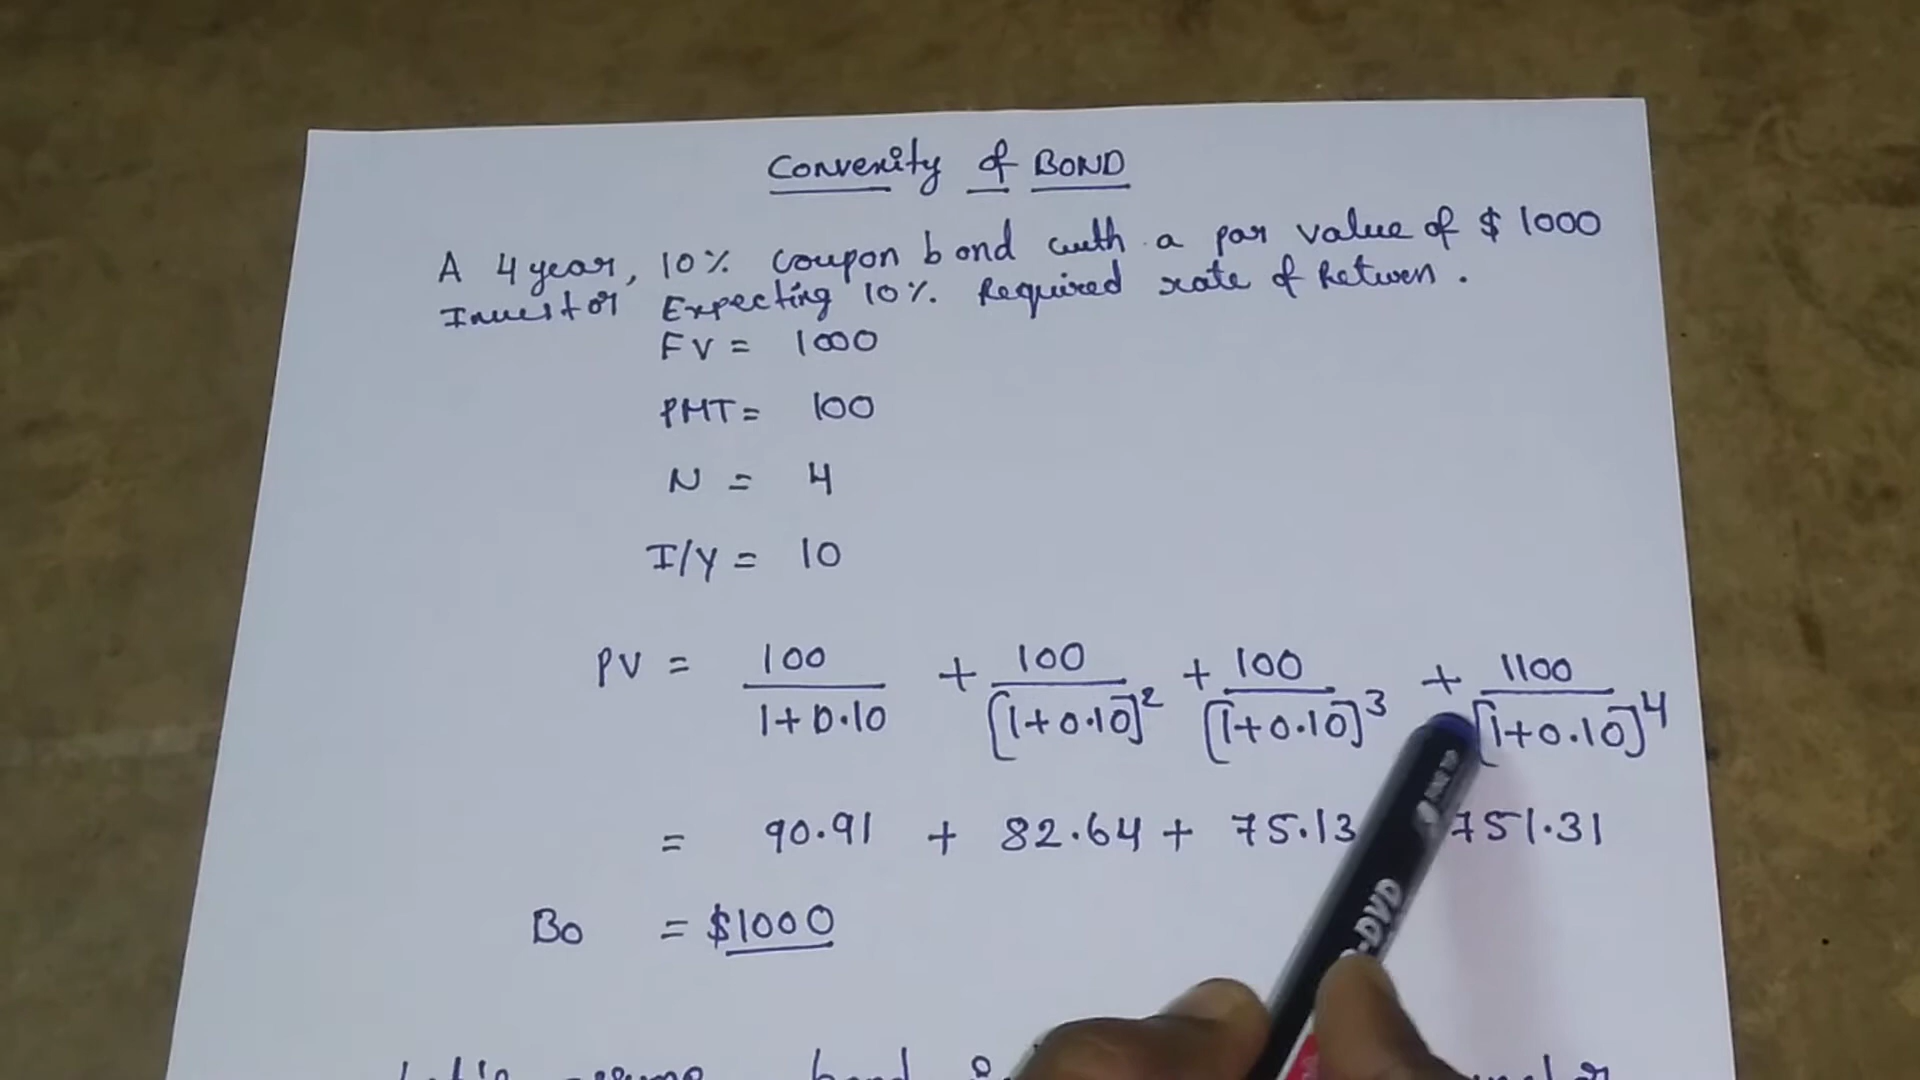 Convexity of BOND
A 4 year, 10% coupon bond with a par value of $ 1000
Investor Expecting 10% Required rate of Return.
FV = 1000
PMT = 100
N = 4
I/Y = 10
PV = 100/1+0.10 + 100/[1+0.10]² + 100/[1+0.10]³ + 1100/[1+0.10]⁴
= 90.91 + 82.64 + 75.13 751.31
Bo = $1000
bond
-DVD